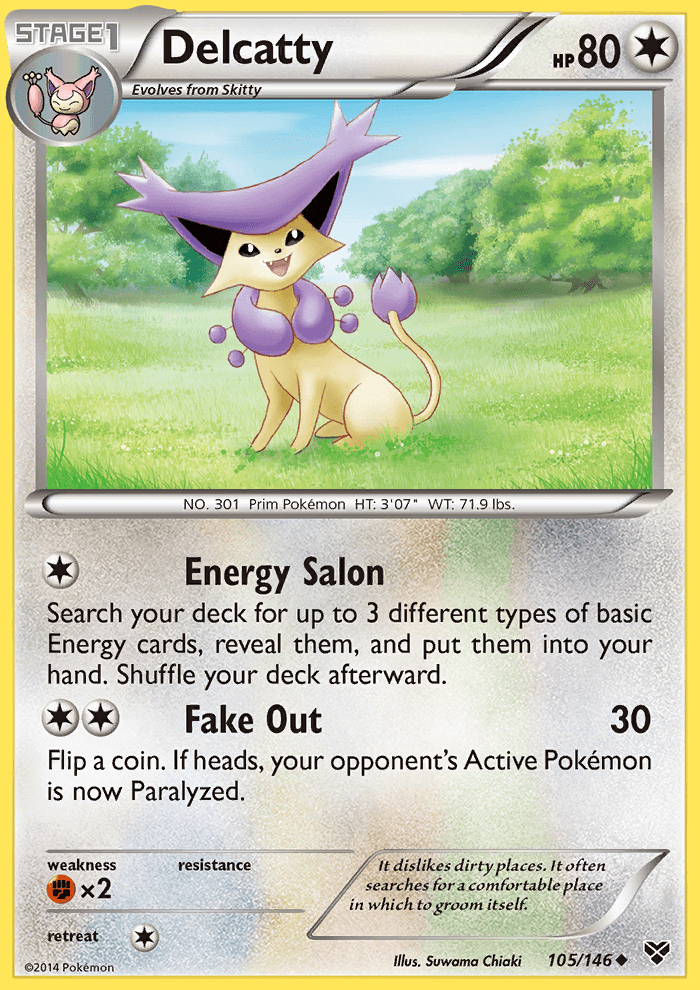 STAGE1
Delcatty
HP 80
Evolves from Skitty
NO. 301 Prim Pokémon HT: 3'07" WT: 71.9 lbs.
Energy Salon
Search your deck for up to 3 different types of basic
Energy cards, reveal them, and put them into your
hand. Shuffle your deck afterward.
Fake Out 30
Flip a coin. If heads, your opponent's Active Pokémon
is now Paralyzed.
weakness resistance
×2
It dislikes dirty places. It often
searches for a comfortable place
in which to groom itself.
retreat
©2014 Pokémon
Illus. Suwama Chiaki 105/146